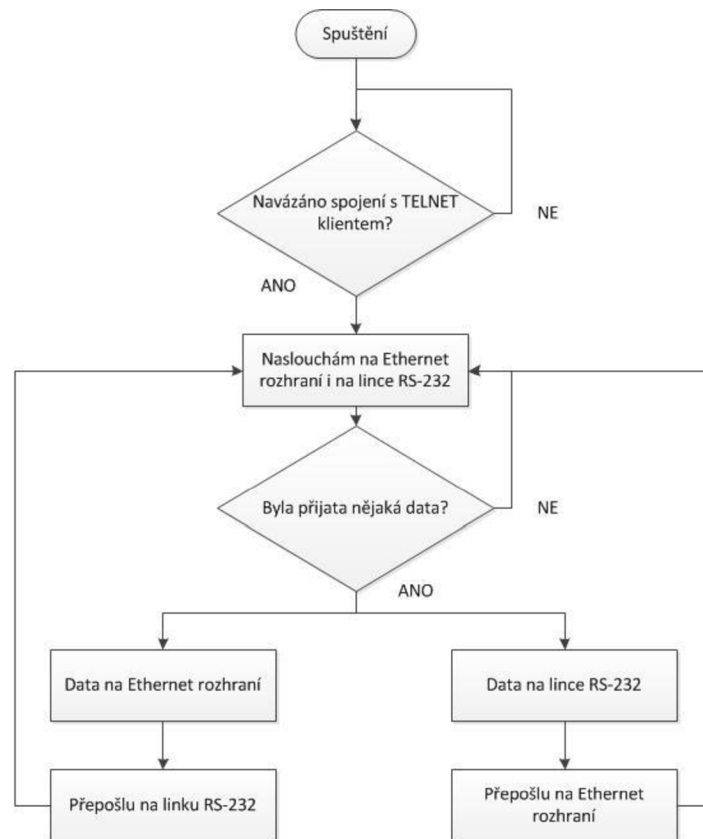 Spuštění
Navázáno spojení s TELNET
klientem?
NE
ANO
Naslouchám na Ethernet
rozhraní i na lince RS-232
Byla přijata nějaká data?
NE
ANO
Data na Ethernet rozhraní
Data na lince RS-232
Přepošlu na linku RS-232
Přepošlu na Ethernet
rozhraní